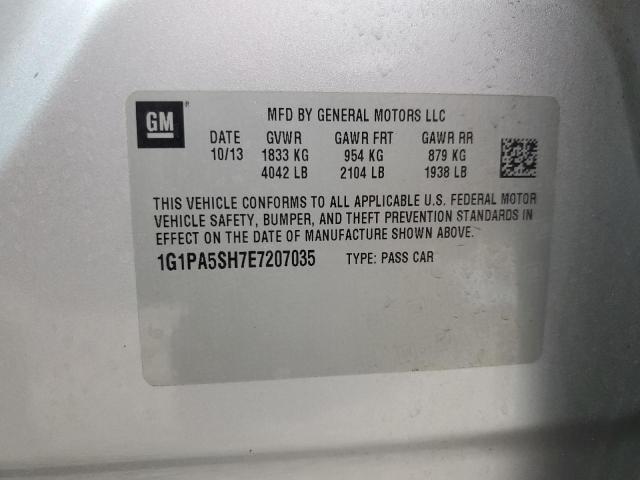 GM ®
MFD BY GENERAL MOTORS LLC
DATE GVWR GAWR FRT GAWR RR
10/13 1833 KG 954 KG 879 KG
4042 LB 2104 LB 1938 LB
THIS VEHICLE CONFORMS TO ALL APPLICABLE U.S. FEDERAL MOTOR
VEHICLE SAFETY, BUMPER, AND THEFT PREVENTION STANDARDS IN
EFFECT ON THE DATE OF MANUFACTURE SHOWN ABOVE.
1G1PA5SH7E7207035 TYPE: PASS CAR